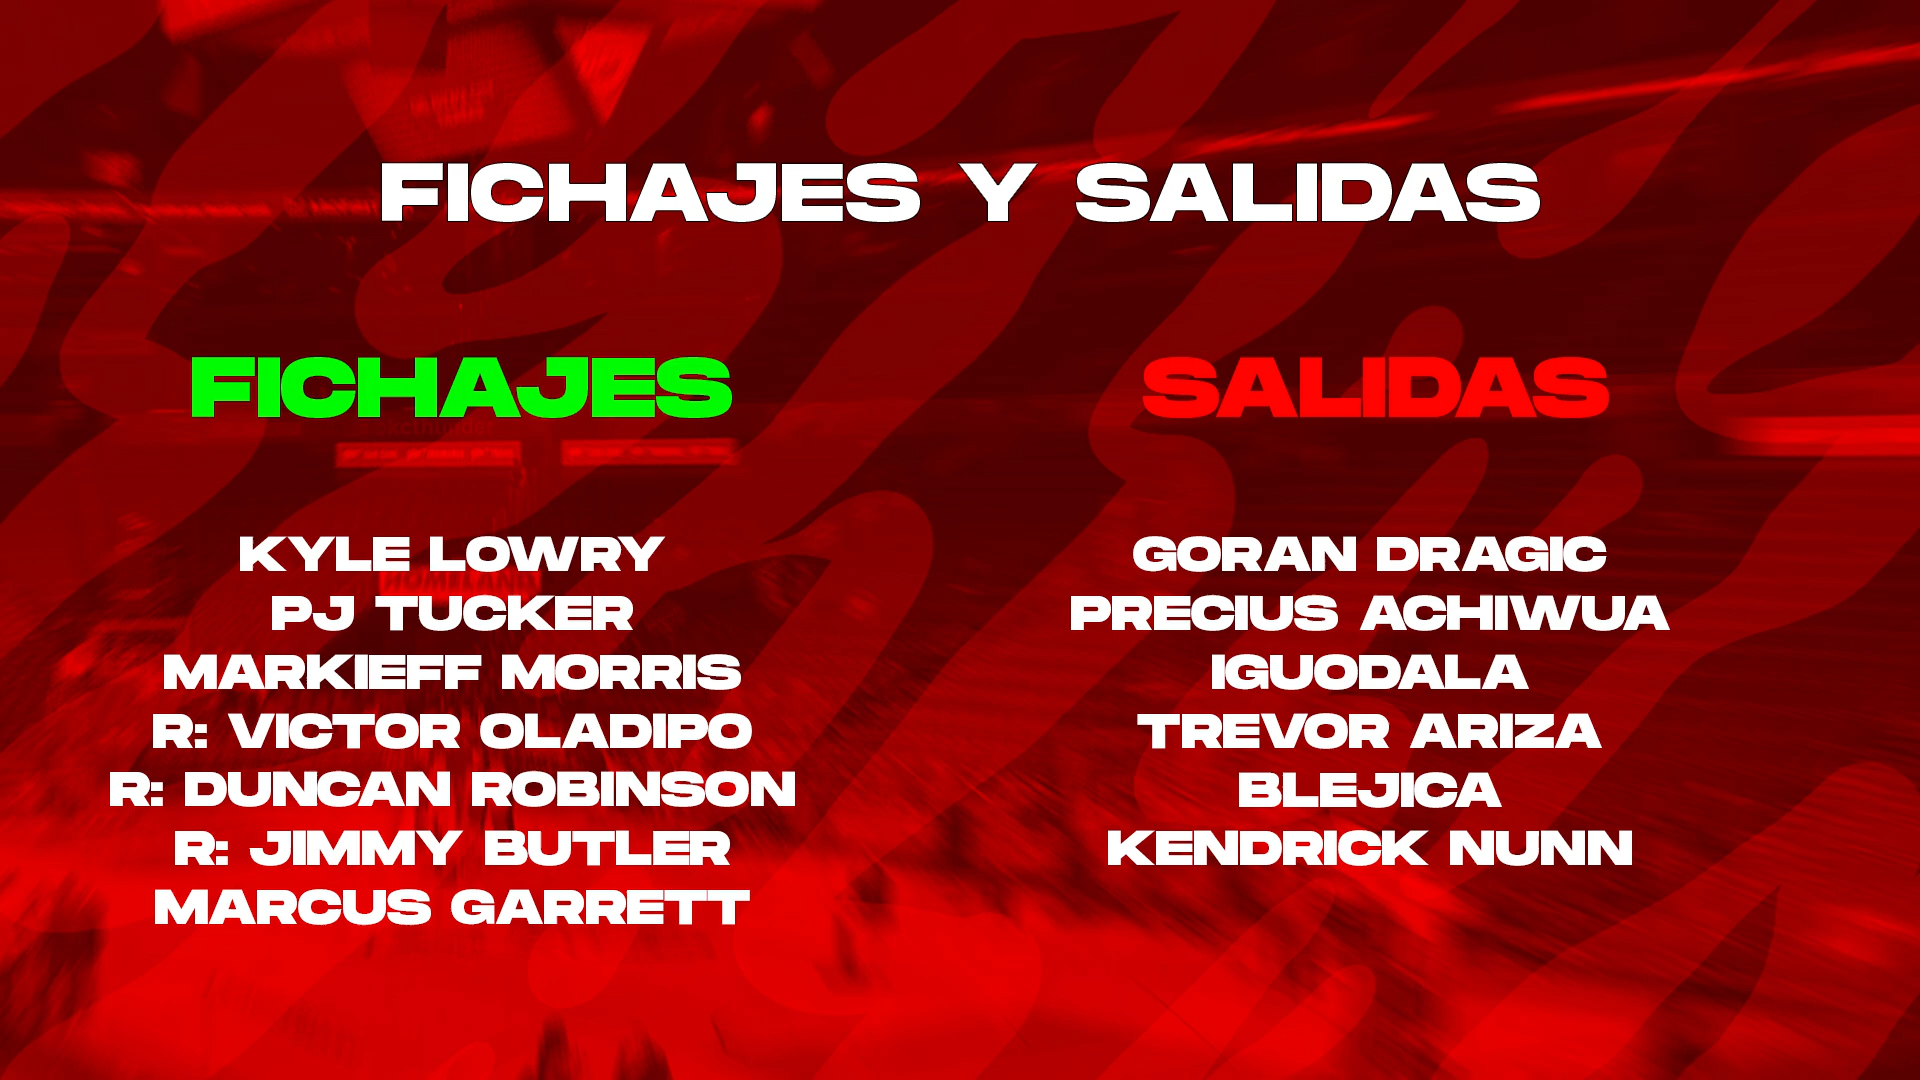 FICHAJES Y SALIDAS
FICHAJES
KYLE LOWRY
PJ TUCKER
MARKIEFF MORRIS
R: VICTOR OLADIPO
R: DUNCAN ROBINSON
R: JIMMY BUTLER
MARCUS GARRETT
SALIDAS
GORAN DRAGIC
PRECIUS ACHIWUA
IGUODALA
TREVOR ARIZA
BLEJICA
KENDRICK NUNN